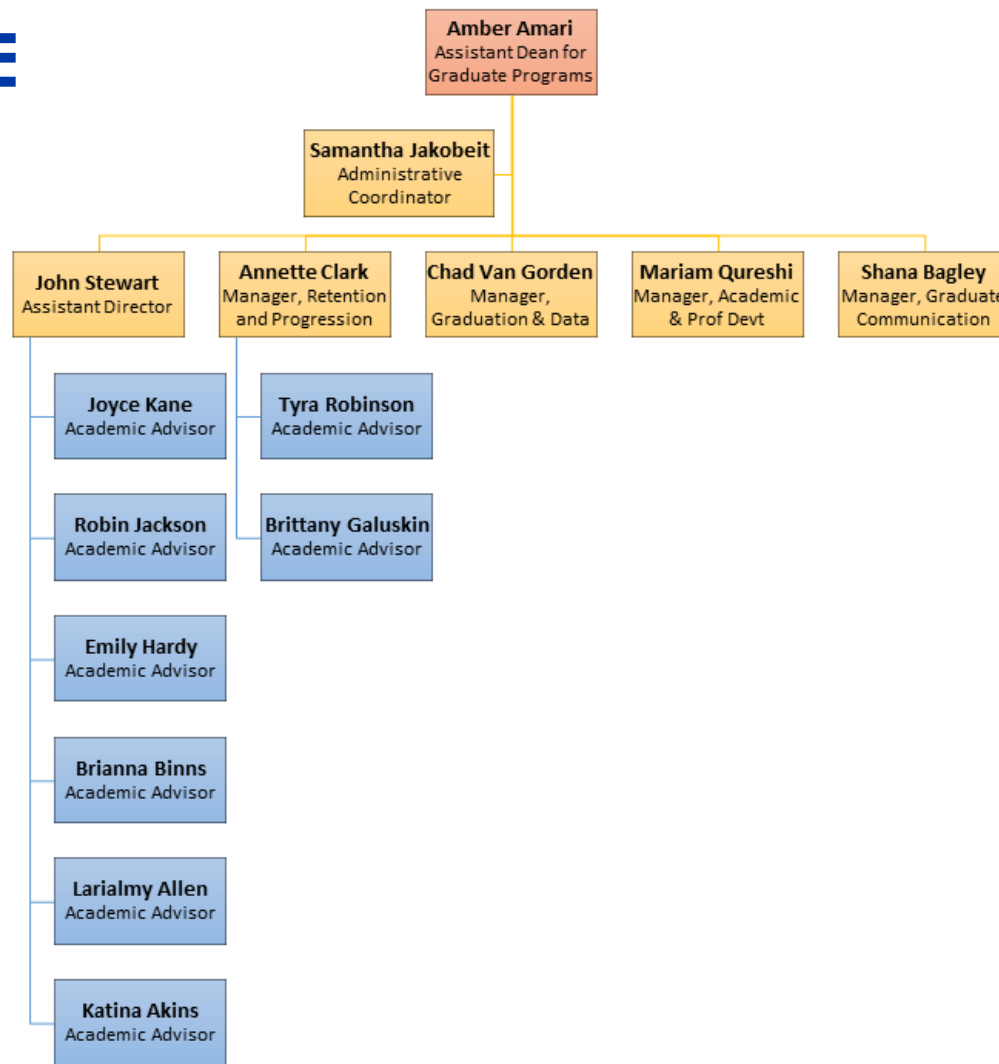 Amber Amari
Assistant Dean for
Graduate Programs
Samantha Jakobeit
Administrative
Coordinator
John Stewart
Assistant Director
Annette Clark
Manager, Retention
and Progression
Chad Van Gorden
Manager,
Graduation & Data
Mariam Qureshi
Manager, Academic
& Prof Devt
Shana Bagley
Manager, Graduate
Communication
Joyce Kane
Academic Advisor
Tyra Robinson
Academic Advisor
Robin Jackson
Academic Advisor
Brittany Galuskin
Academic Advisor
Emily Hardy
Academic Advisor
Brianna Binns
Academic Advisor
Larialmy Allen
Academic Advisor
Katina Akins
Academic Advisor